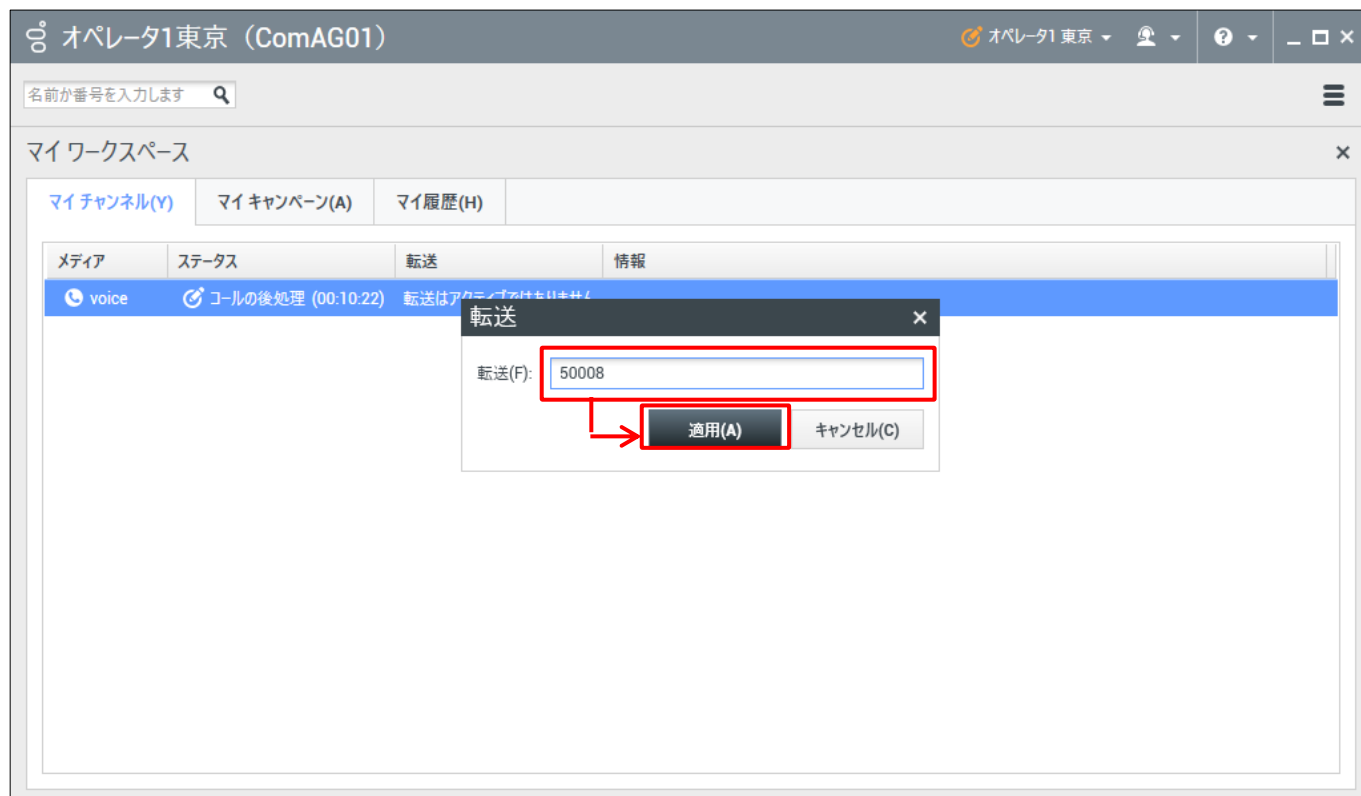 オペレータ1東京（ComAG01）
オペレータ1 東京
名前か番号を入力します
マイ ワークスペース
マイ チャンネル(Y) マイ キャンペーン(A) マイ履歴(H)
メディア ステータス 転送 情報
voice コールの後処理 (00:10:22) 転送はアクティブではありません
転送
転送(F): 50008
適用(A) キャンセル(C)